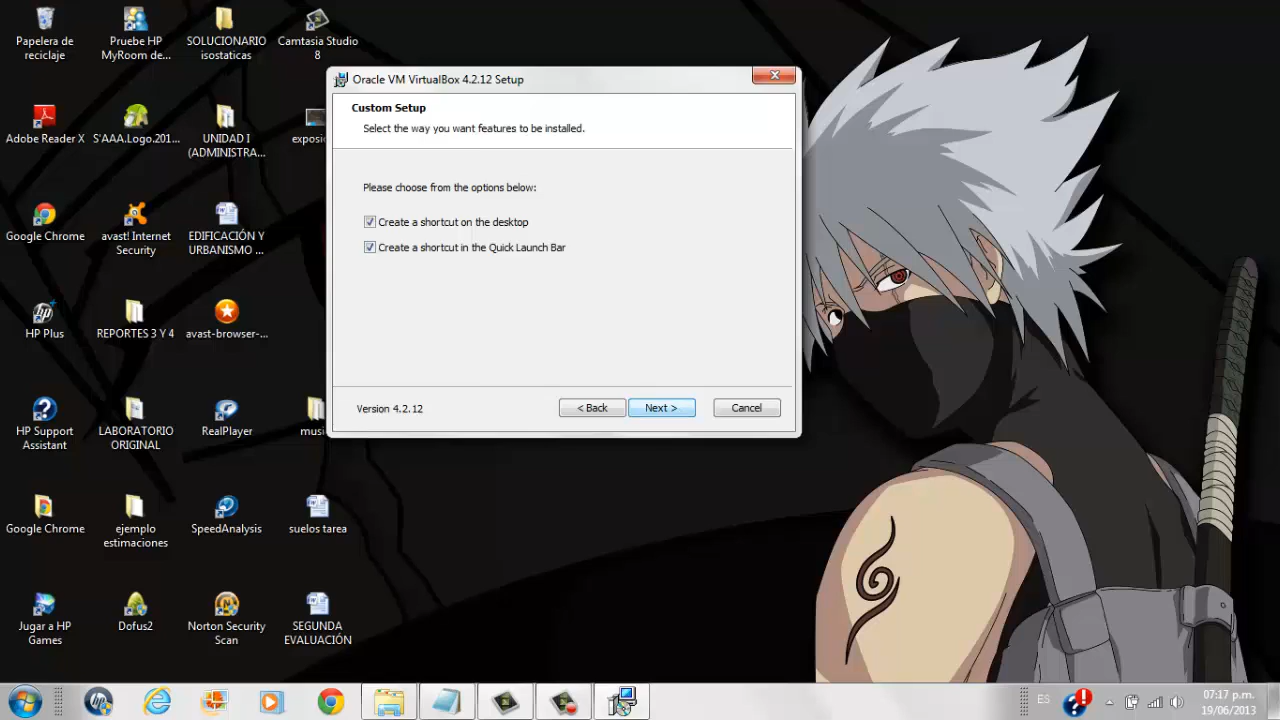 Papelera de
reciclaje
Pruebe HP
MyRoom de...
SOLUCIONARIO
isostaticas
Camtasia Studio
8
Adobe Reader X
S'AAA.Logo.201...
UNIDAD I
(ADMINISTRA...
exposi
Google Chrome
avast! Internet
Security
EDIFICACIÓN Y
URBANISMO ...
HP Plus
REPORTES 3 Y 4
avast-browser-...
HP Support
Assistant
LABORATORIO
ORIGINAL
RealPlayer
musi
Google Chrome
ejemplo
estimaciones
SpeedAnalysis
suelos tarea
Jugar a HP
Games
Dofus2
Norton Security
Scan
SEGUNDA
EVALUACIÓN
Oracle VM VirtualBox 4.2.12 Setup
Custom Setup
Select the way you want features to be installed.
Please choose from the options below:
Create a shortcut on the desktop
Create a shortcut in the Quick Launch Bar
Version 4.2.12
< Back
Next >
Cancel
ES
07:17 p.m.
19/06/2013